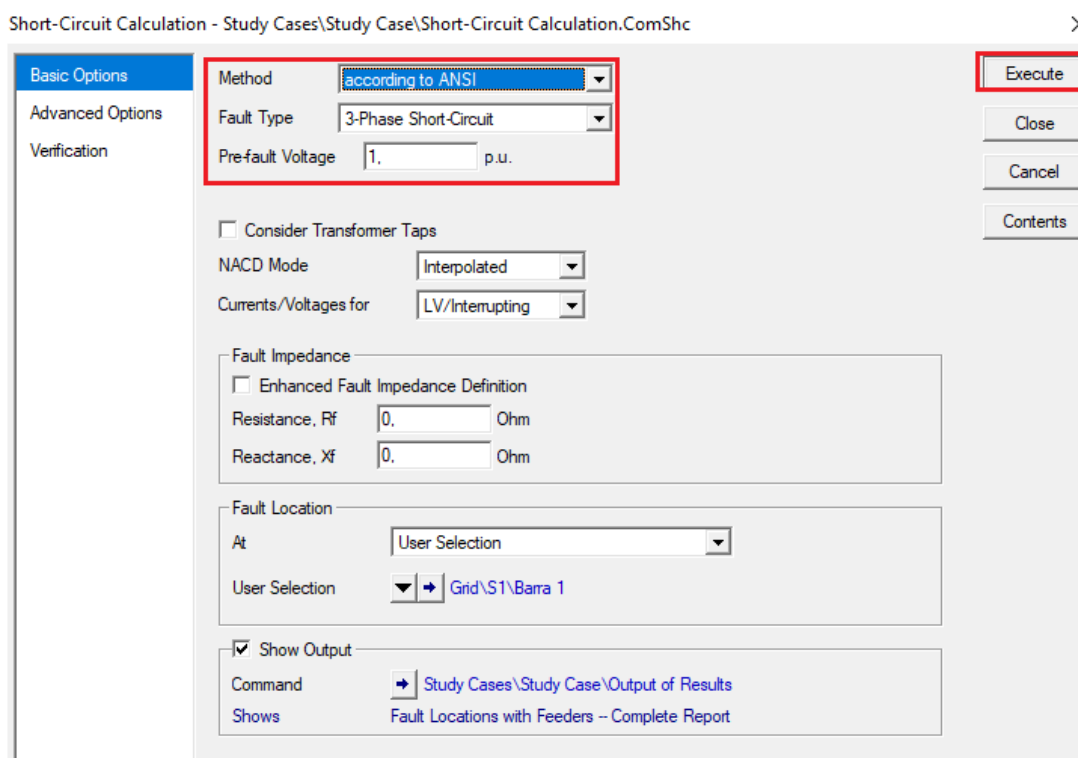 Short-Circuit Calculation - Study Cases\Study Case\Short-Circuit Calculation.ComShc
Basic Options
Advanced Options
Verification
Method according to ANSI
Fault Type 3-Phase Short-Circuit
Pre-fault Voltage 1, p.u.
Execute
Close
Cancel
Contents
Consider Transformer Taps
NACD Mode Interpolated
Currents/Voltages for LV/Interrupting
Fault Impedance
Enhanced Fault Impedance Definition
Resistance, Rf 0, Ohm
Reactance, Xf 0, Ohm
Fault Location
At User Selection
User Selection Grid\S1\Barra 1
Show Output
Command Study Cases\Study Case\Output of Results
Shows Fault Locations with Feeders -- Complete Report